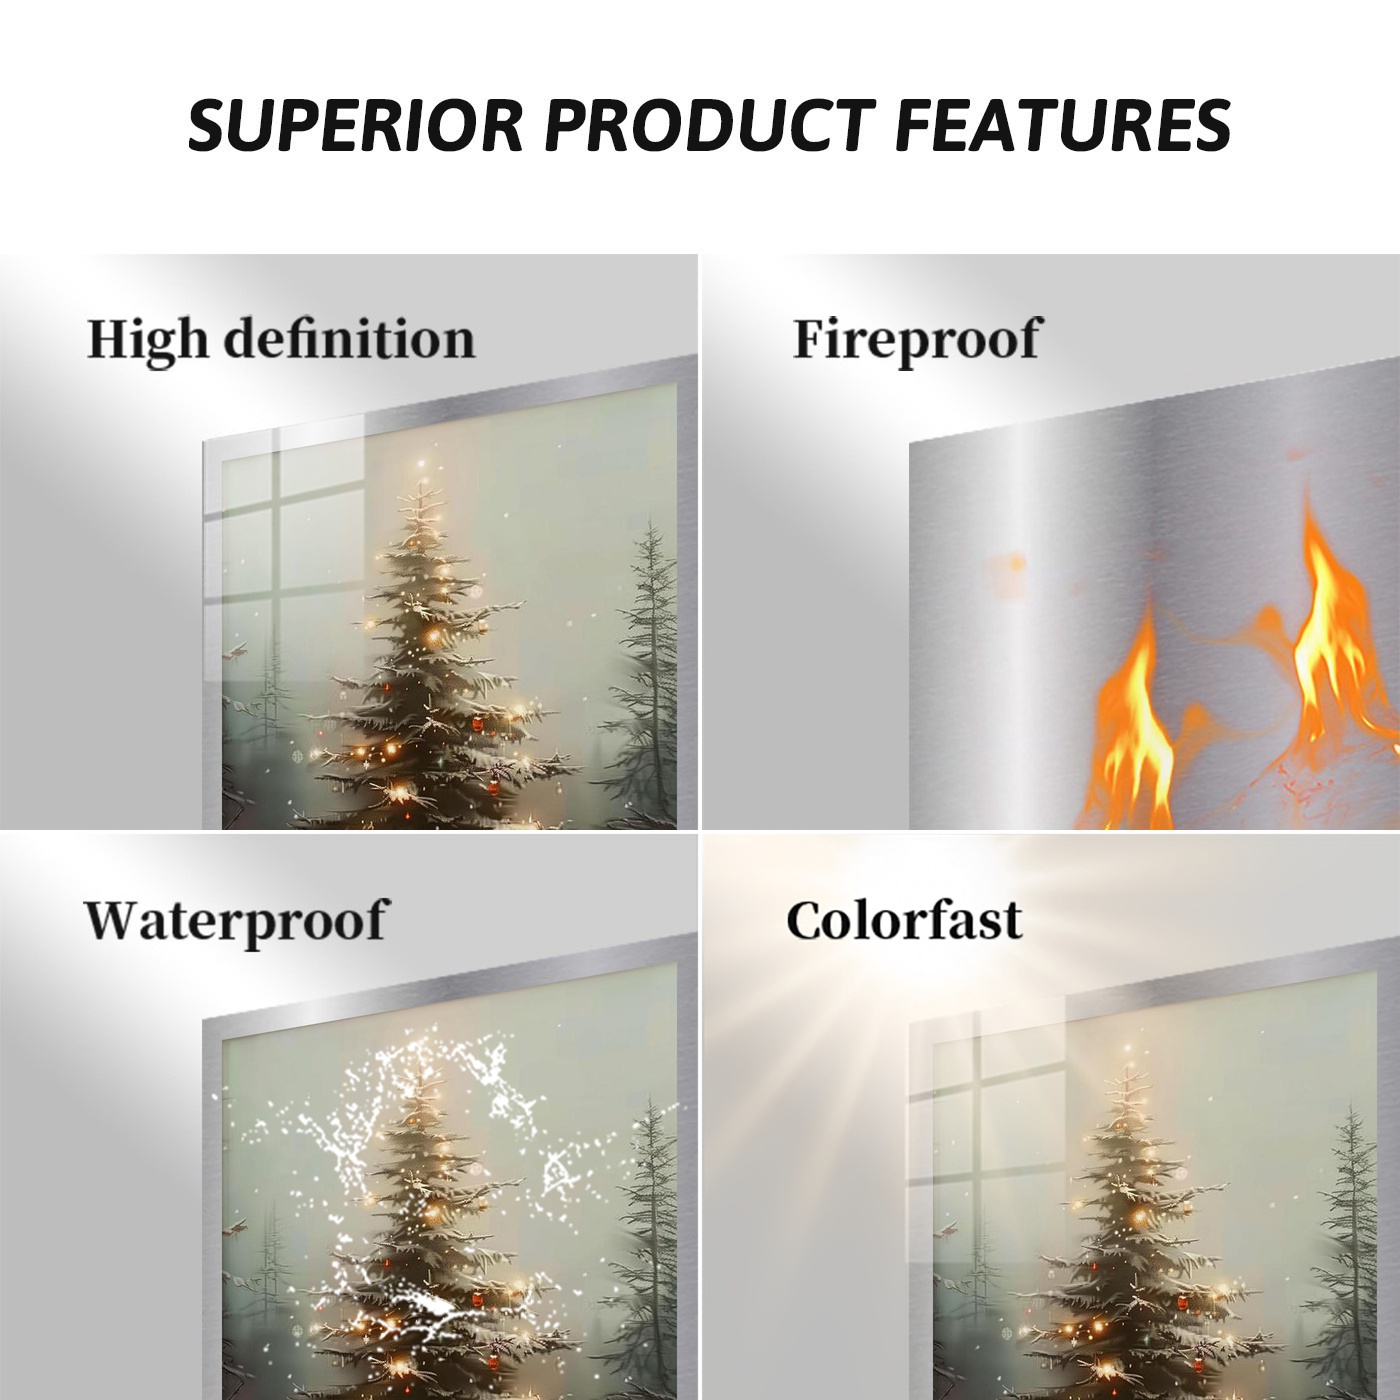 SUPERIOR PRODUCT FEATURES
High definition
Fireproof
Waterproof
Colorfast